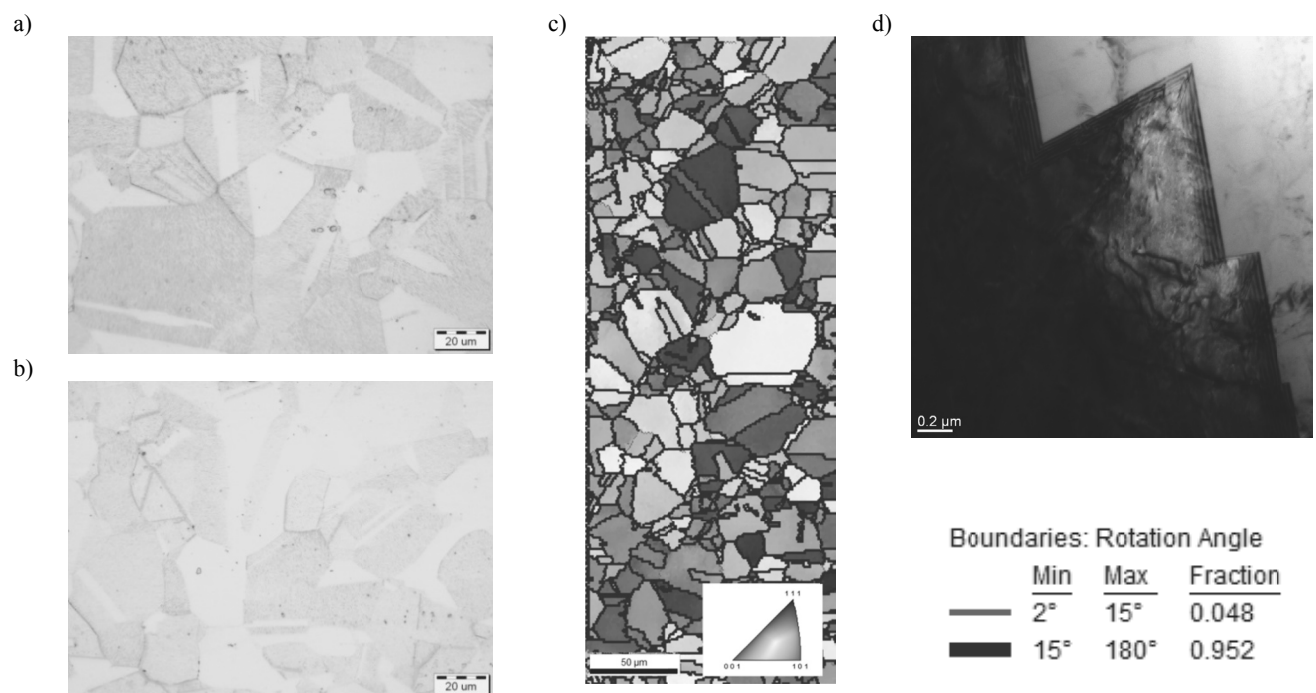 a)
20 um
b)
20 um
c)
50 µm
111
001
101
d)
0.2 µm
Boundaries: Rotation Angle
Min Max Fraction
2° 15° 0.048
15° 180° 0.952